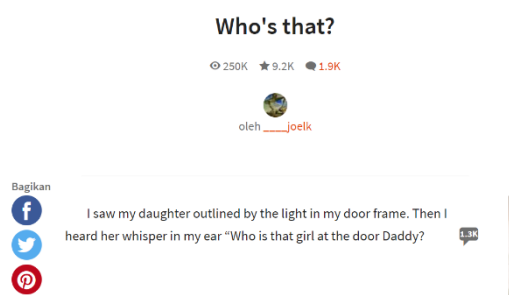 Who's that?
250K 9.2K 1.9K
oleh ____joelk
Bagikan
I saw my daughter outlined by the light in my door frame. Then I
heard her whisper in my ear “Who is that girl at the door Daddy?
1.3K